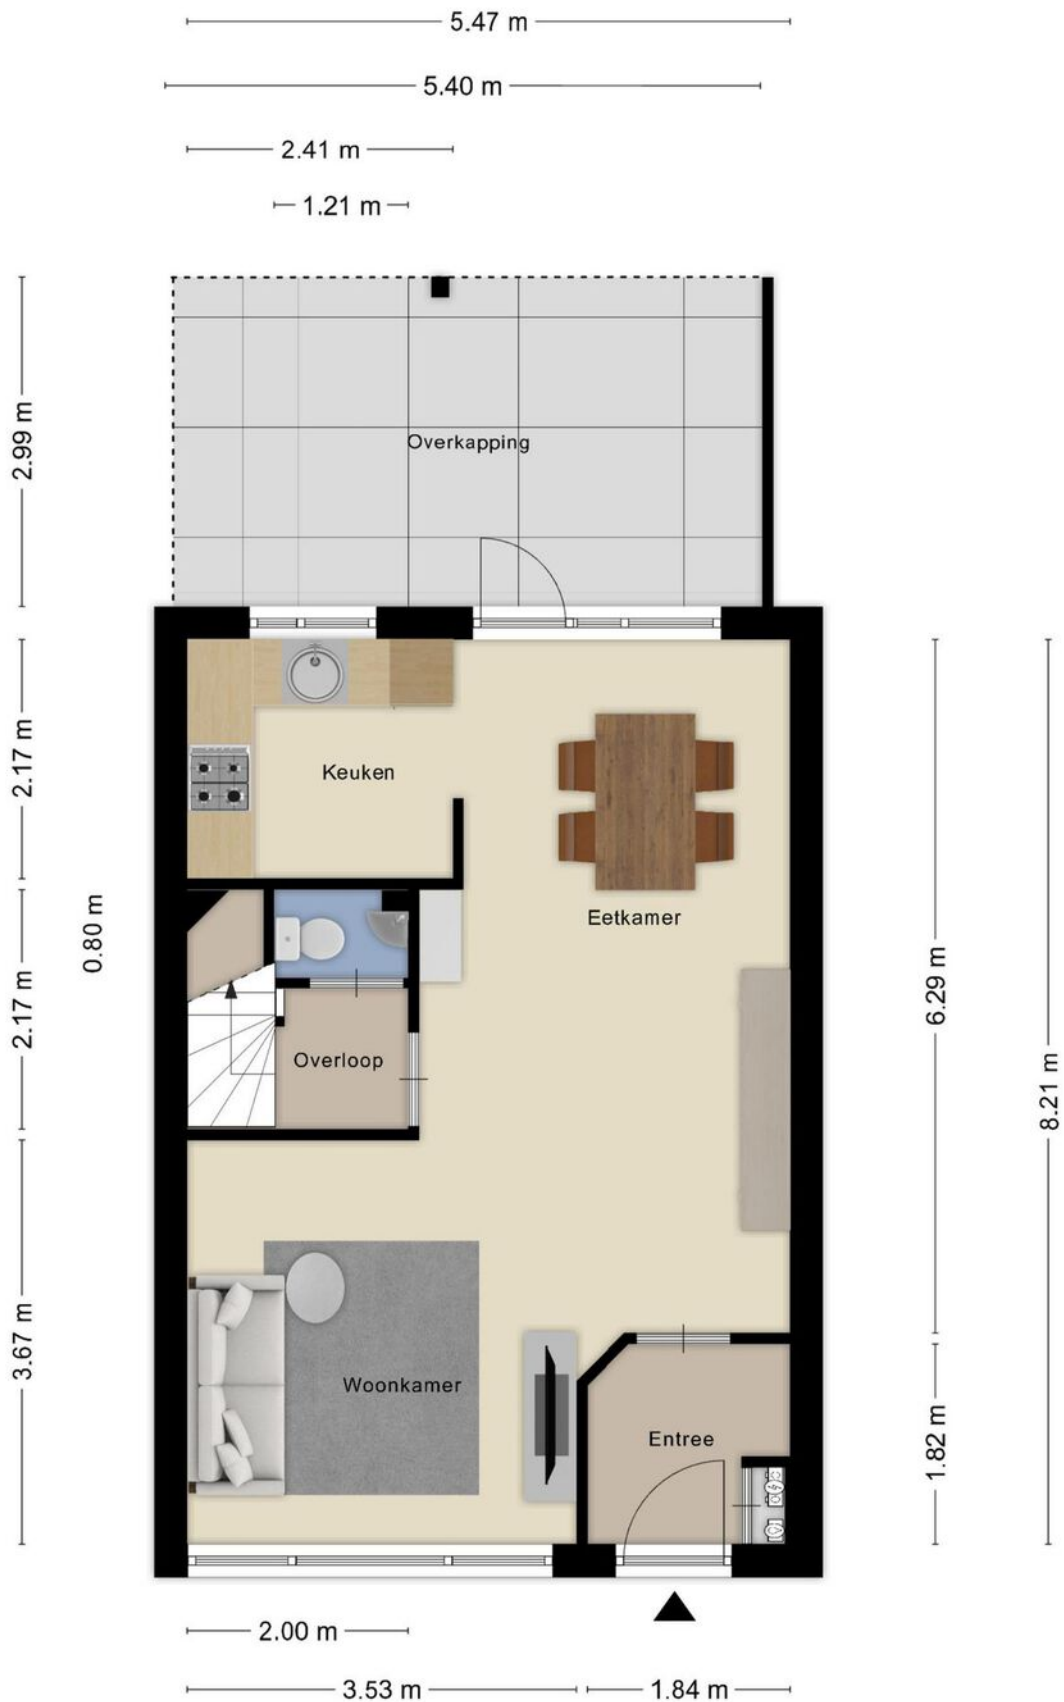 5.47 m
5.40 m
2.41 m
1.21 m
2.99 m
Overkapping
2.17 m
Keuken
0.80 m
Eetkamer
6.29 m
2.17 m
Overloop
8.21 m
3.67 m
Woonkamer
Entree
1.82 m
2.00 m
3.53 m
1.84 m